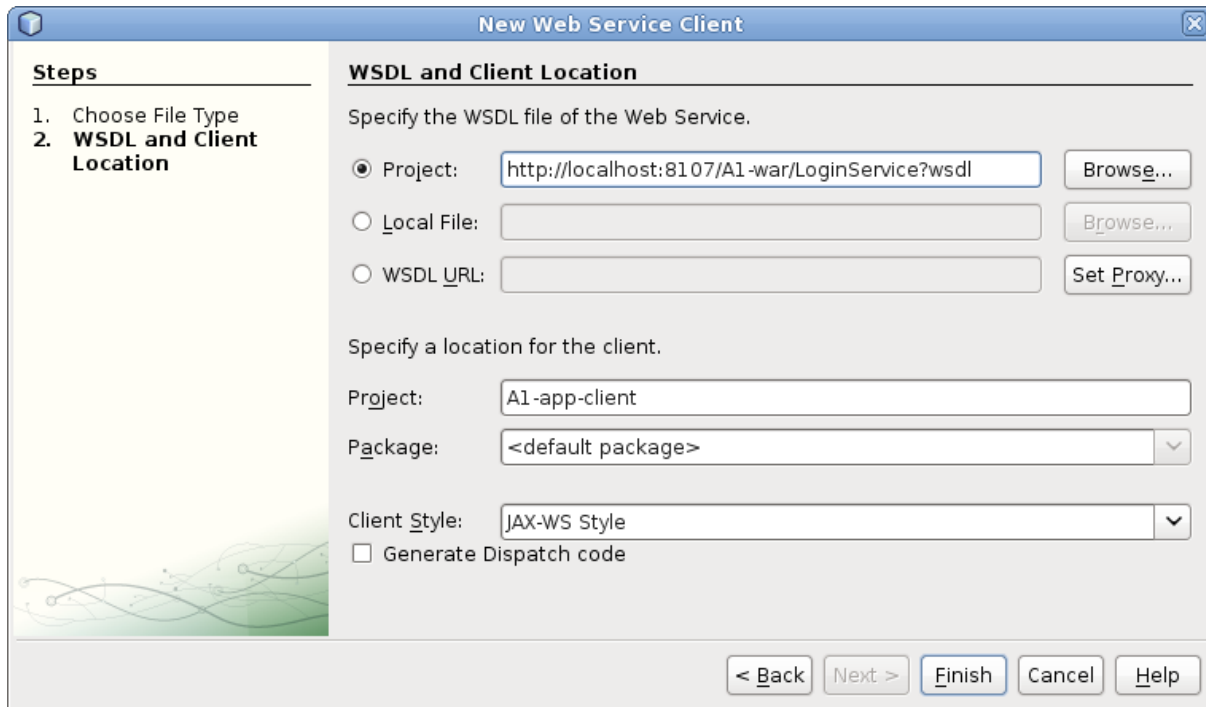 New Web Service Client
Steps
1. Choose File Type
2. WSDL and Client
Location
WSDL and Client Location
Specify the WSDL file of the Web Service.
Project: http://localhost:8107/A1-war/LoginService?wsdl Browse...
Local File: Browse...
WSDL URL: Set Proxy...
Specify a location for the client.
Project: A1-app-client
Package: <default package>
Client Style: JAX-WS Style
Generate Dispatch code
< Back Next > Finish Cancel Help